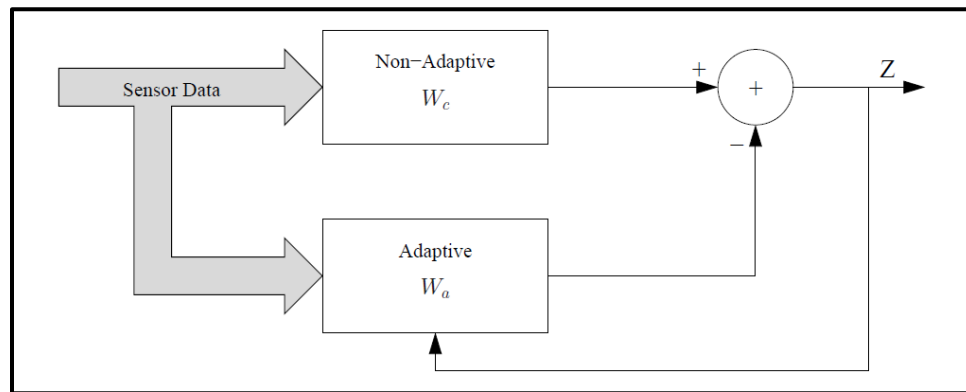 Non−Adaptive
W_c
Sensor Data
+
+
Z
−
Adaptive
W_a